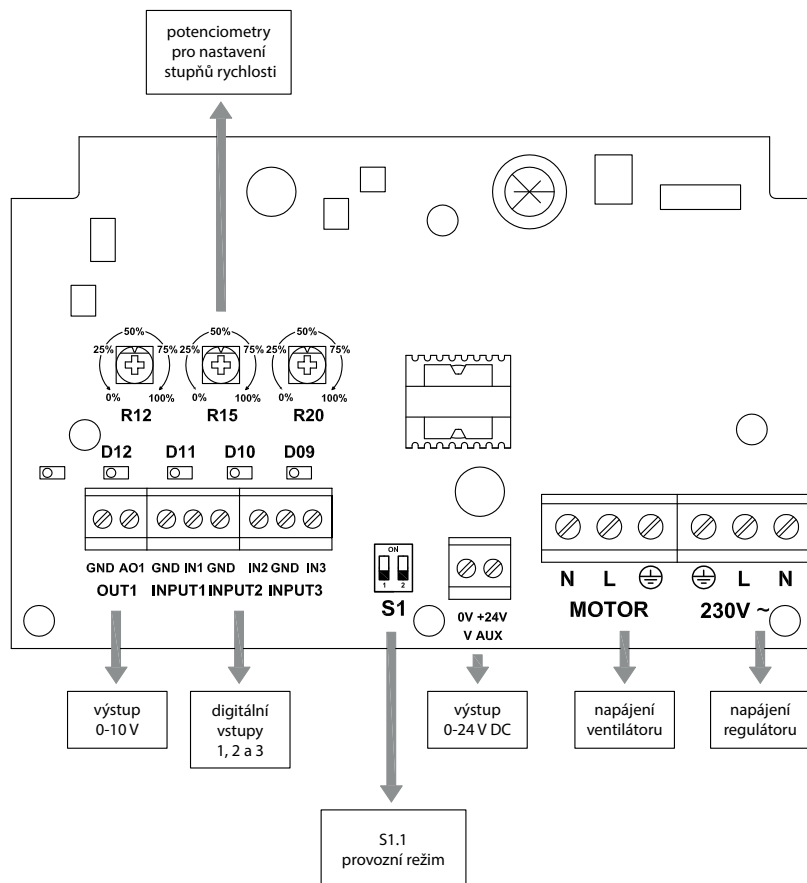 potenciometry
pro nastavení
stupňů rychlosti
50% 50% 50%
25% 75% 25% 75% 25% 75%
0% 100% 0% 100% 0% 100%
R12 R15 R20
D12 D11 D10 D09
ON
1 2
GND AO1 GND IN1 GND IN2 GND IN3
OUT1 INPUT1 INPUT2 INPUT3
S1
0V +24V
V AUX
N L L N
MOTOR 230V ~
výstup
0-10 V
digitální
vstupy
1, 2 a 3
výstup
0-24 V DC
napájení
ventilátoru
napájení
regulátoru
S1.1
provozní režim